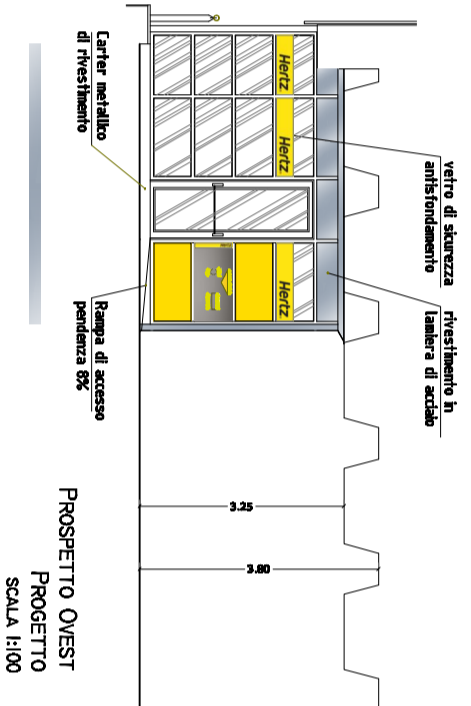 vetro di sicurezza
antisfondamento
rivestimento in
lamiera di acciaio
Hertz
Hertz
Hertz
Carter metallico
di rivestimento
Rampa di accesso
pendenza 8%
3.25
3.80
PROSPETTO OVEST
PROGETTO
SCALA 1:100